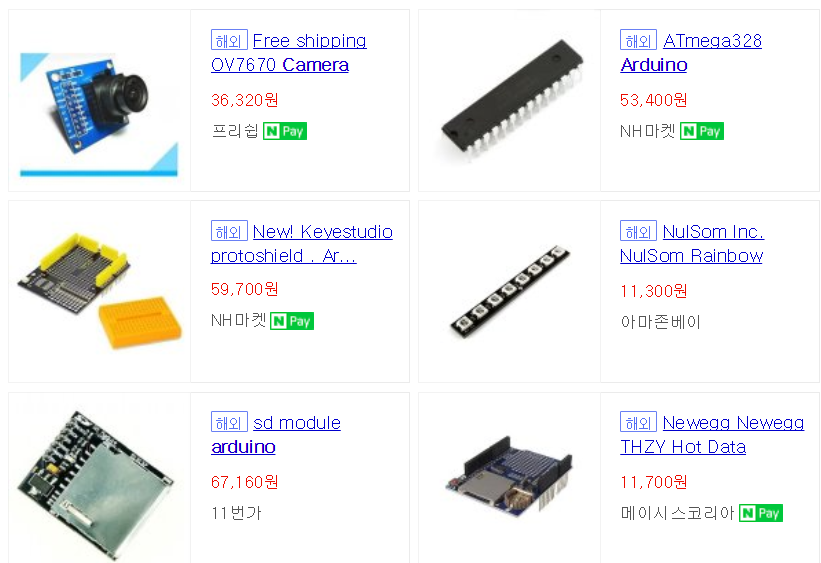 해외 Free shipping
OV7670 Camera
36,320원
프리쉽 N Pay
해외 ATmega328
Arduino
53,400원
NH마켓 N Pay
해외 New! Keyestudio
protoshield . Ar...
59,700원
NH마켓 N Pay
해외 NulSom Inc.
NulSom Rainbow
11,300원
아마존베이
해외 sd module
arduino
67,160원
11번가
해외 Newegg Newegg
THZY Hot Data
11,700원
메이시스코리아 N Pay